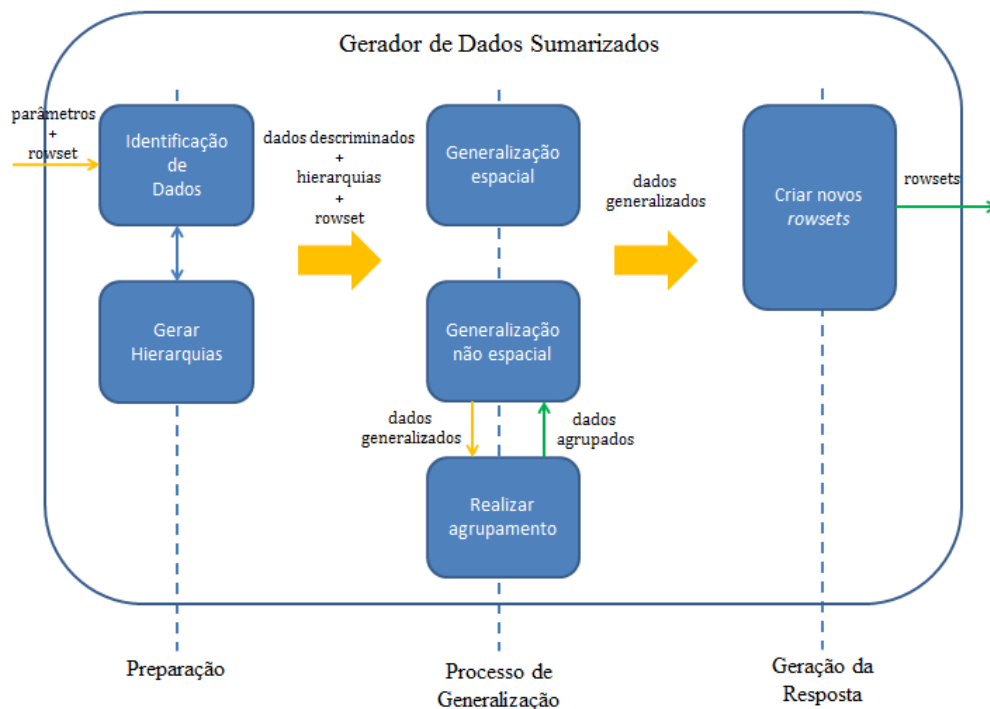 Gerador de Dados Sumarizados
parâmetros
+
rowset
Identificação
de
Dados
dados descriminados
+
hierarquias
+
rowset
Generalização
espacial
dados
generalizados
Criar novos
rowsets
rowsets
Gerar
Hierarquias
Generalização
não espacial
dados
generalizados
dados
agrupados
Realizar
agrupamento
Preparação
Processo de
Generalização
Geração da
Resposta